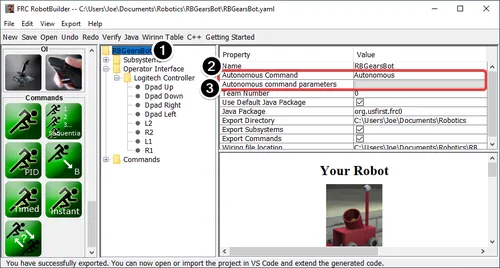 FRC RobotBuilder -- C:\Users\Joe\Documents\Robotics\RBGearsBot\RBGearsBot.yaml
File Edit View Export Help
New Save Open Undo Redo Verify Java Wiring Table C++ Getting Started
OI
Commands
Sequential
PID
B
Timed
Instant
RBGearsBot
Subsystems
Operator Interface
Logitech Controller
Dpad Up
Dpad Down
Dpad Right
Dpad Left
L2
R2
L1
R1
Commands
1
2
3
Property Value
Name RBGearsBot
Autonomous Command Autonomous
Autonomous command parameters
Team Number 0
Use Default Java Package
Java Package org.usfirst.frc0
Export Directory C:\Users\Joe\Documents\Robotics
Export Subsystems
Export Commands
Wiring file location C:\Users\Joe\Documents\Robotics\RB
Your Robot
You have successfully exported. You can now open or import the project in VS Code and extend the generated code.